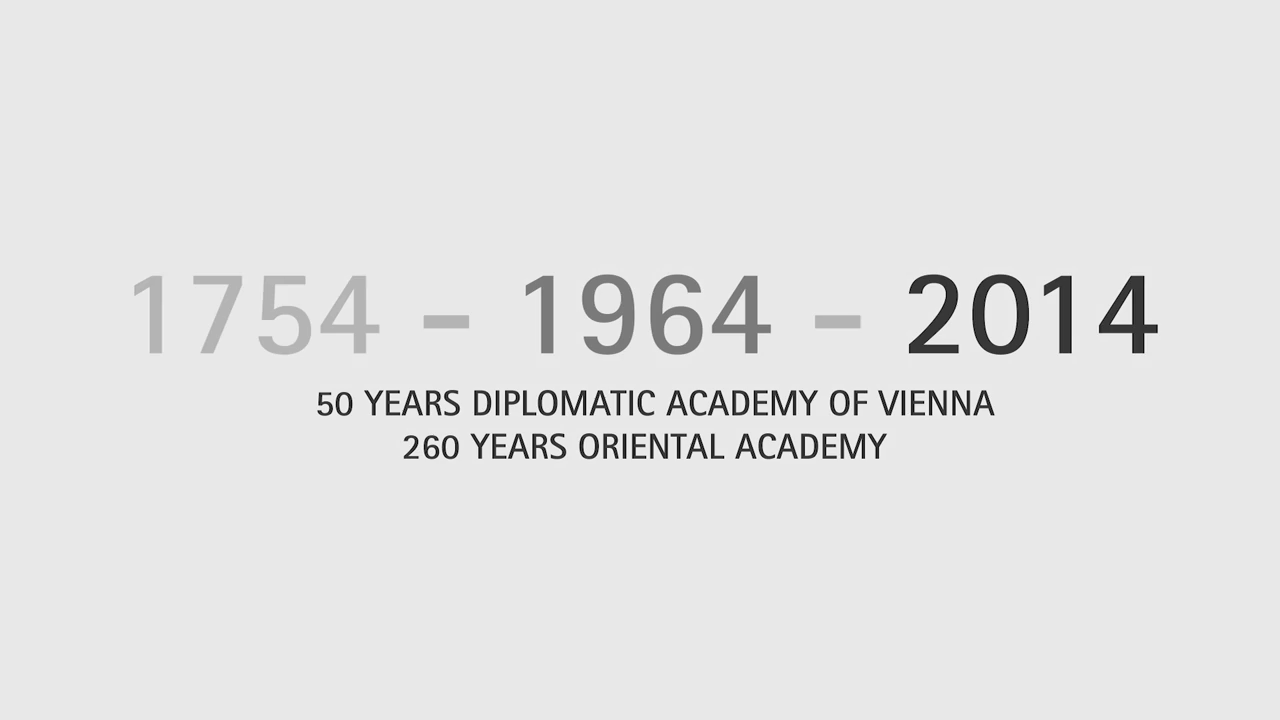 1754 – 1964 – 2014
50 YEARS DIPLOMATIC ACADEMY OF VIENNA
260 YEARS ORIENTAL ACADEMY